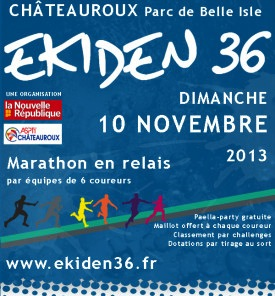 CHÂTEAUROUX Parc de Belle Isle
EKIDEN 36
UNE ORGANISATION
la Nouvelle
République
DIMANCHE
10 NOVEMBRE
2013
ASPTT
CHÂTEAUROUX
Marathon en relais
par équipes de 6 coureurs
Paella-party gratuite
Maillot offert à chaque coureur
Classement par challenges
Dotations par tirage au sort
www.ekiden36.fr